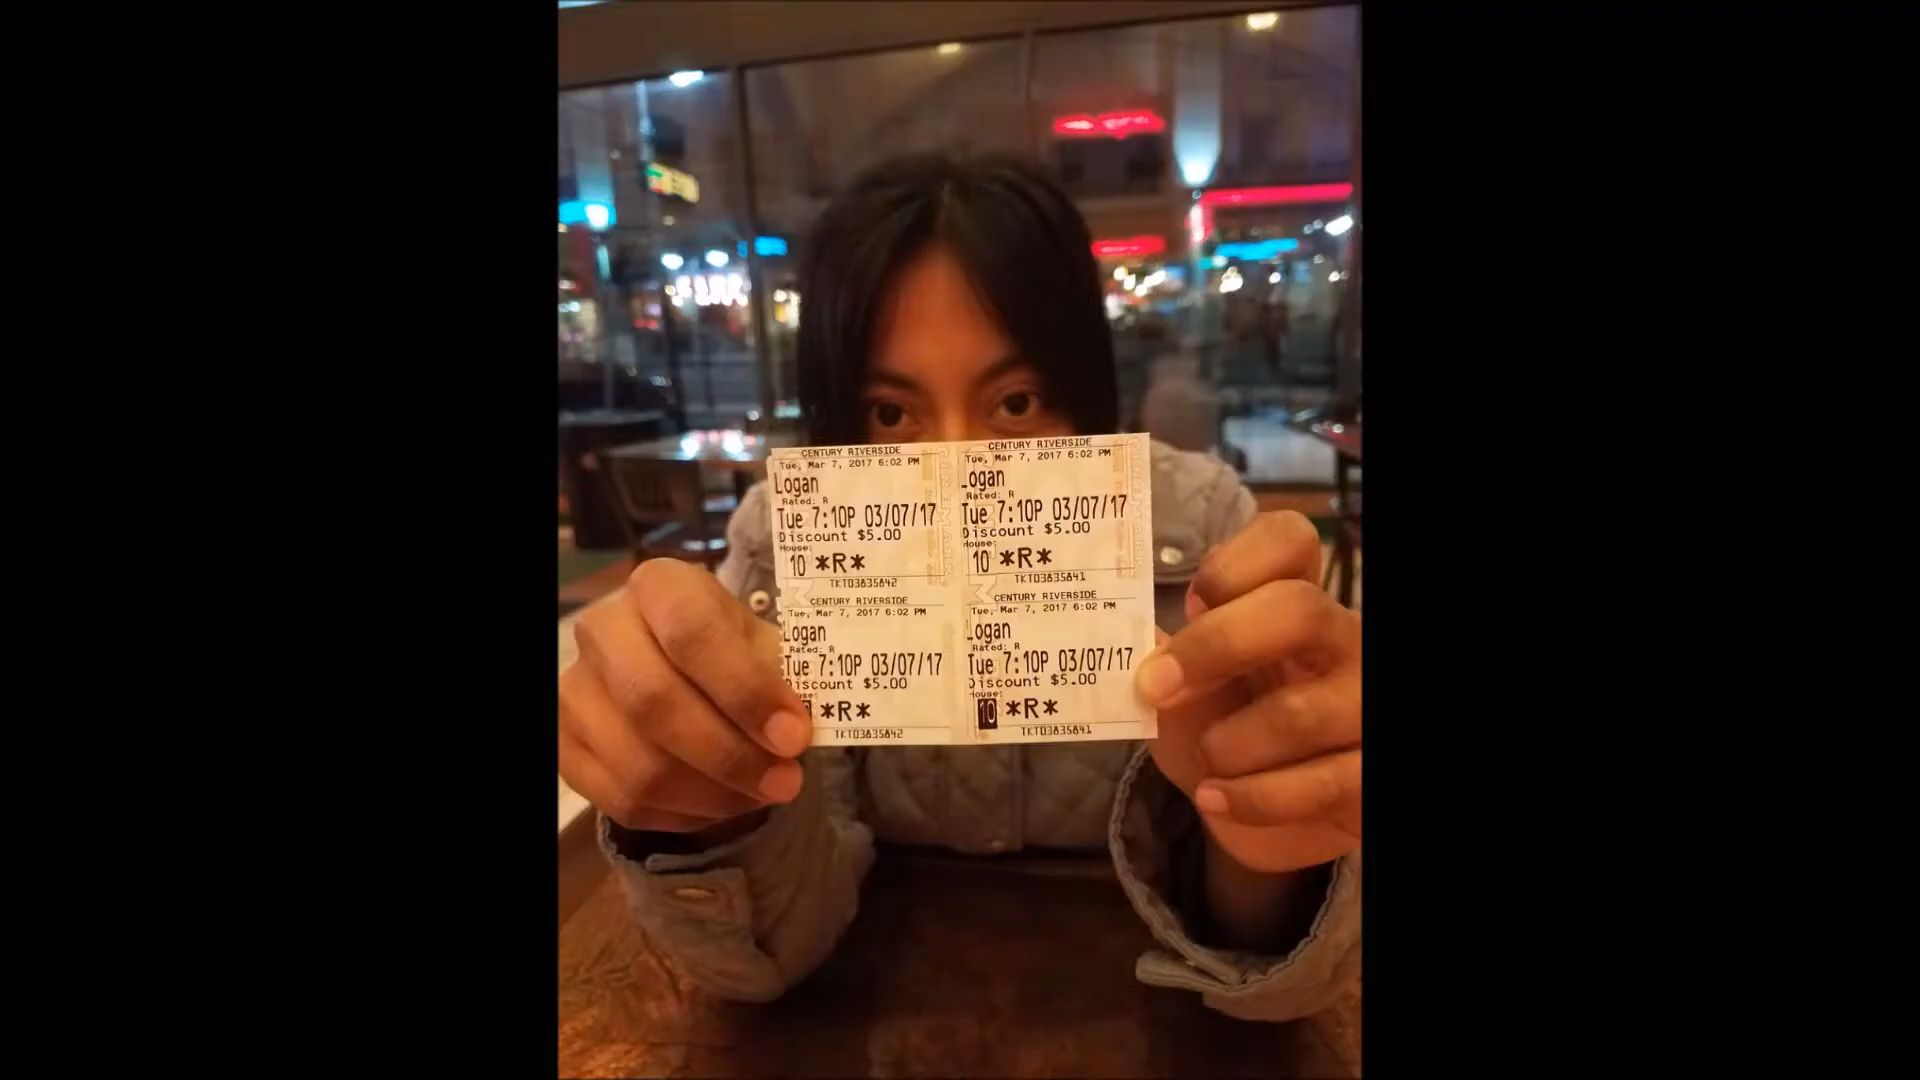 CENTURY RIVERSIDE
Tue, Mar 7, 2017 6:02 PM
Logan
Rated: R
Tue 7:10P 03/07/17
Discount $5.00
House:
10 *R*
TKT03835842
CENTURY RIVERSIDE
Tue, Mar 7, 2017 6:02 PM
Logan
Rated: R
Tue 7:10P 03/07/17
Discount $5.00
House:
10 *R*
TKT03835841
CENTURY RIVERSIDE
Tue, Mar 7, 2017 6:02 PM
Logan
Rated: R
Tue 7:10P 03/07/17
Discount $5.00
House:
*R*
TKT03835842
CENTURY RIVERSIDE
Tue, Mar 7, 2017 6:02 PM
Logan
Rated: R
Tue 7:10P 03/07/17
Discount $5.00
House:
10 *R*
TKT03835841